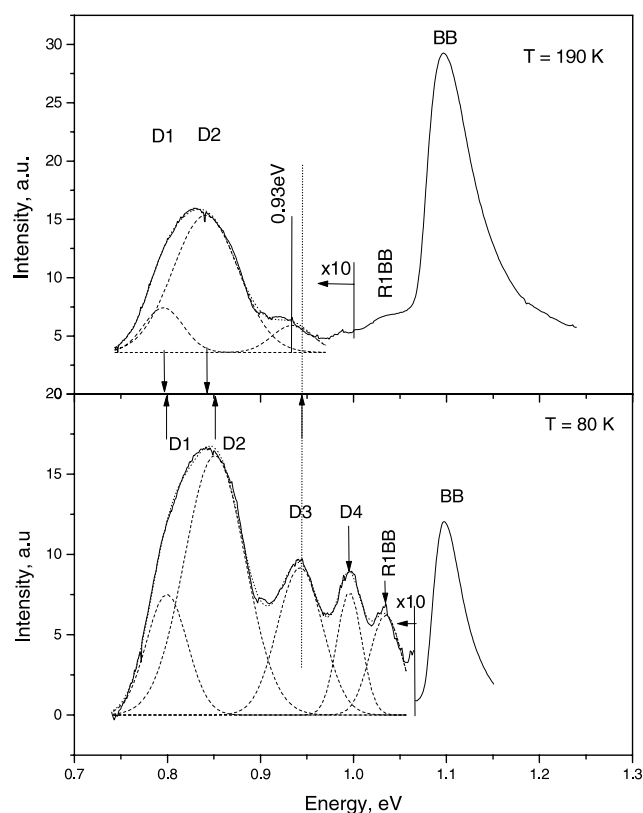 BB
T = 190 K
D1
D2
0.93eV
x10
R1BB
30
25
20
15
10
5
0
Intensity, a.u.
T = 80 K
D1
D2
D3
D4
R1BB
x10
BB
20
15
10
5
0
Intensity, a.u
0.7 0.8 0.9 1.0 1.1 1.2 1.3
Energy, eV